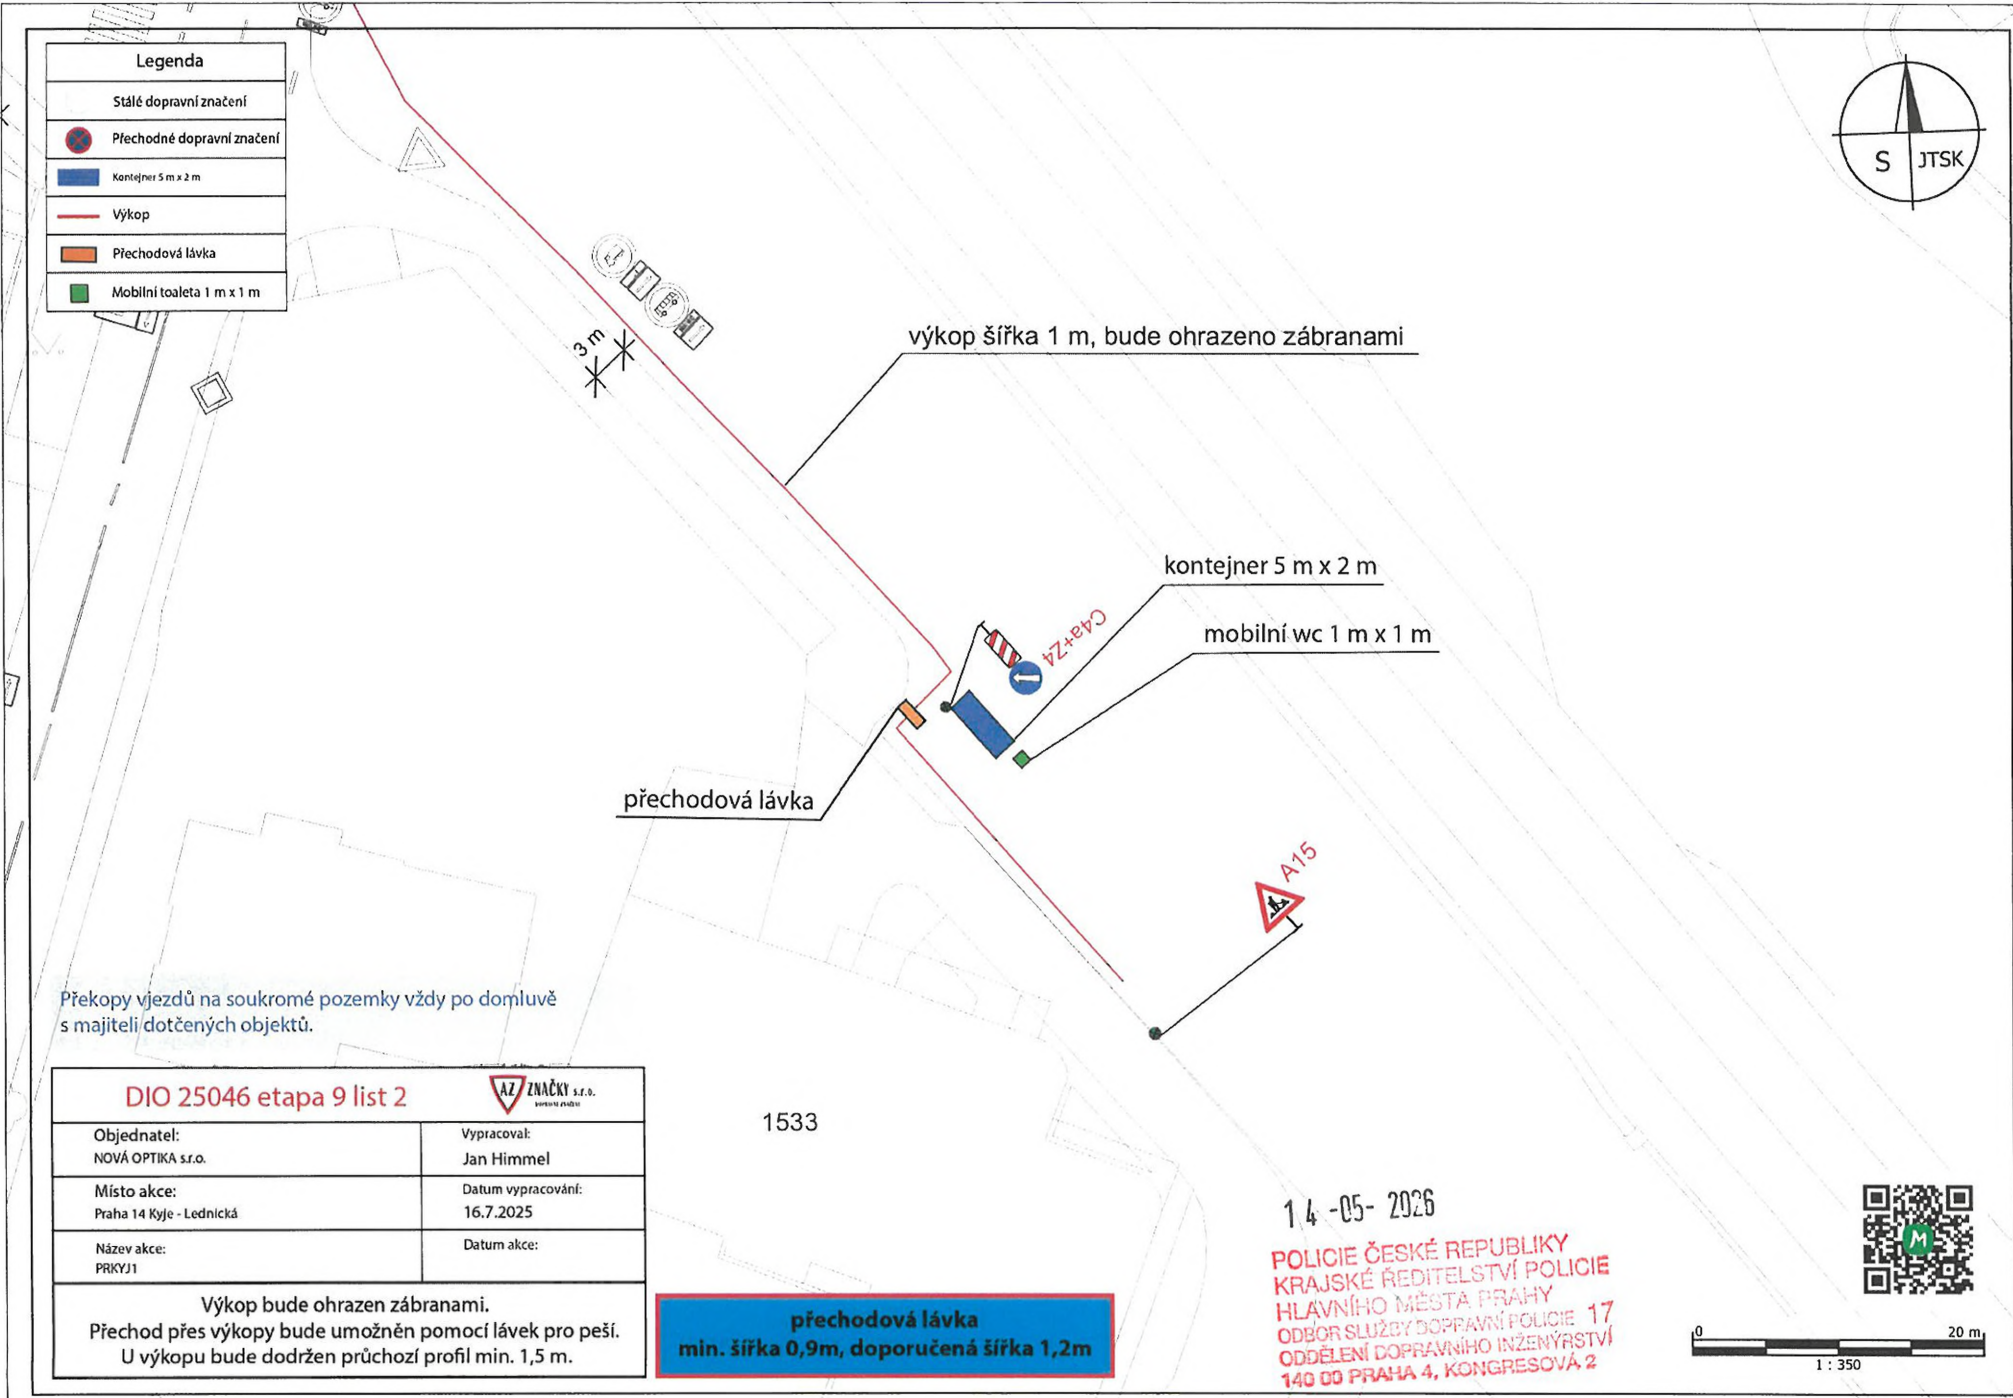 Legenda
Stálé dopravní značení
Přechodné dopravní značení
Kontejner 5 m x 2 m
Výkop
Přechodová lávka
Mobilní toaleta 1 m x 1 m
S JTSK
3 m
výkop šířka 1 m, bude ohrazeno zábranami
kontejner 5 m x 2 m
C4a+Z4
mobilní wc 1 m x 1 m
přechodová lávka
A15
Překopy vjezdů na soukromé pozemky vždy po domluvě
s majiteli dotčených objektů.
DIO 25046 etapa 9 list 2
AZ ZNAČKY s.r.o.
Objednatel:
NOVÁ OPTIKA s.r.o.
Vypracoval:
Jan Himmel
Místo akce:
Praha 14 Kyje - Lednická
Datum vypracování:
16.7.2025
Název akce:
PRKYJ1
Datum akce:
Výkop bude ohrazen zábranami.
Přechod přes výkopy bude umožněn pomocí lávek pro peší.
U výkopu bude dodržen průchozí profil min. 1,5 m.
1533
přechodová lávka
min. šířka 0,9m, doporučená šířka 1,2m
14 -05- 2026
POLICIE ČESKÉ REPUBLIKY
KRAJSKÉ ŘEDITELSTVÍ POLICIE
HLAVNÍHO MĚSTA PRAHY
ODBOR SLUŽBY DOPRAVNÍ POLICIE 17
ODDĚLENÍ DOPRAVNÍHO INŽENÝRSTVÍ
140 00 PRAHA 4, KONGRESOVÁ 2
M
0 20 m
1 : 350